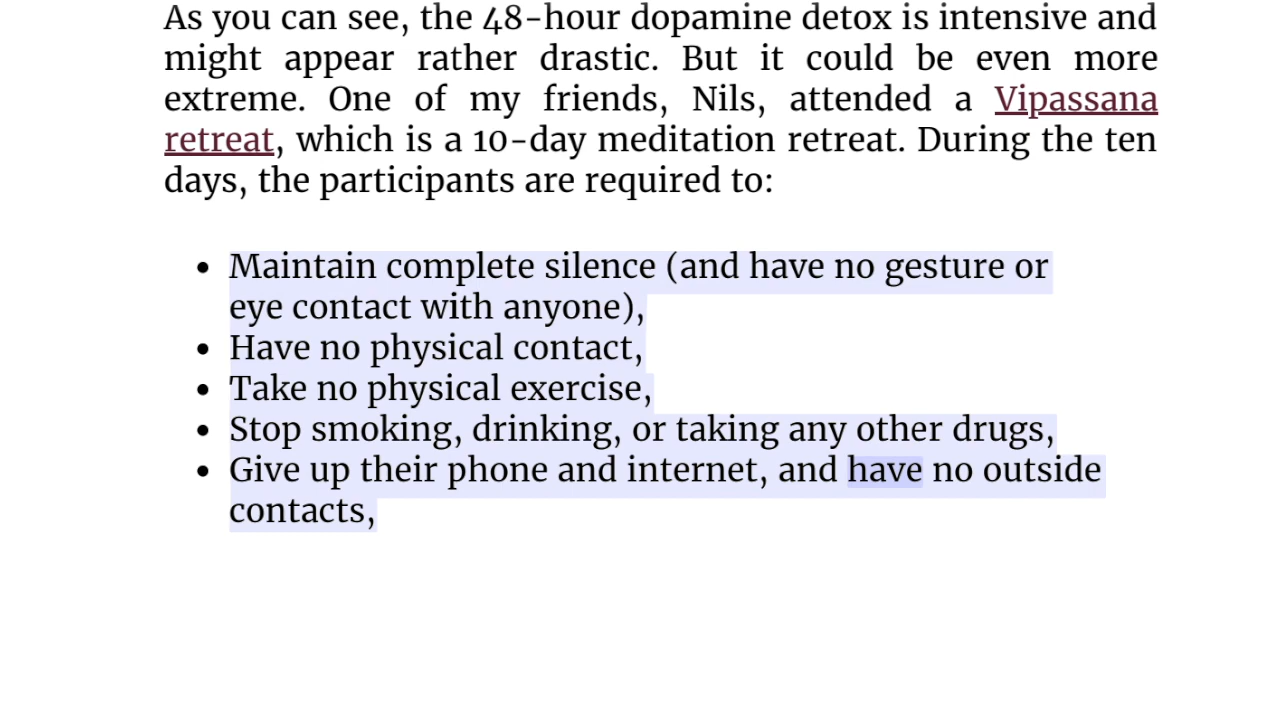 As you can see, the 48-hour dopamine detox is intensive and
might appear rather drastic. But it could be even more
extreme. One of my friends, Nils, attended a Vipassana
retreat, which is a 10-day meditation retreat. During the ten
days, the participants are required to:
• Maintain complete silence (and have no gesture or
eye contact with anyone),
• Have no physical contact,
• Take no physical exercise,
• Stop smoking, drinking, or taking any other drugs,
• Give up their phone and internet, and have no outside
contacts,